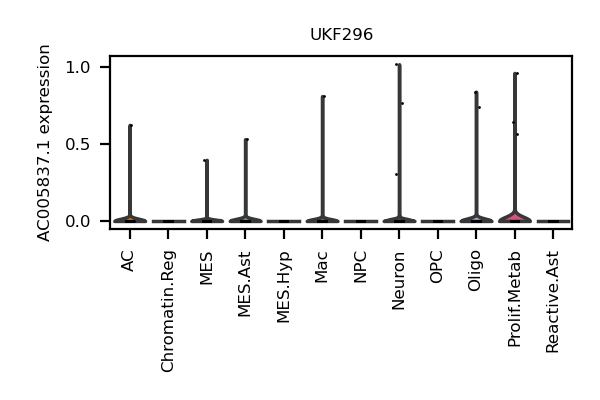 UKF296
AC005837.1 expression
1.0
0.5
0.0
AC
Chromatin.Reg
MES
MES.Ast
MES.Hyp
Mac
NPC
Neuron
OPC
Oligo
Prolif.Metab
Reactive.Ast